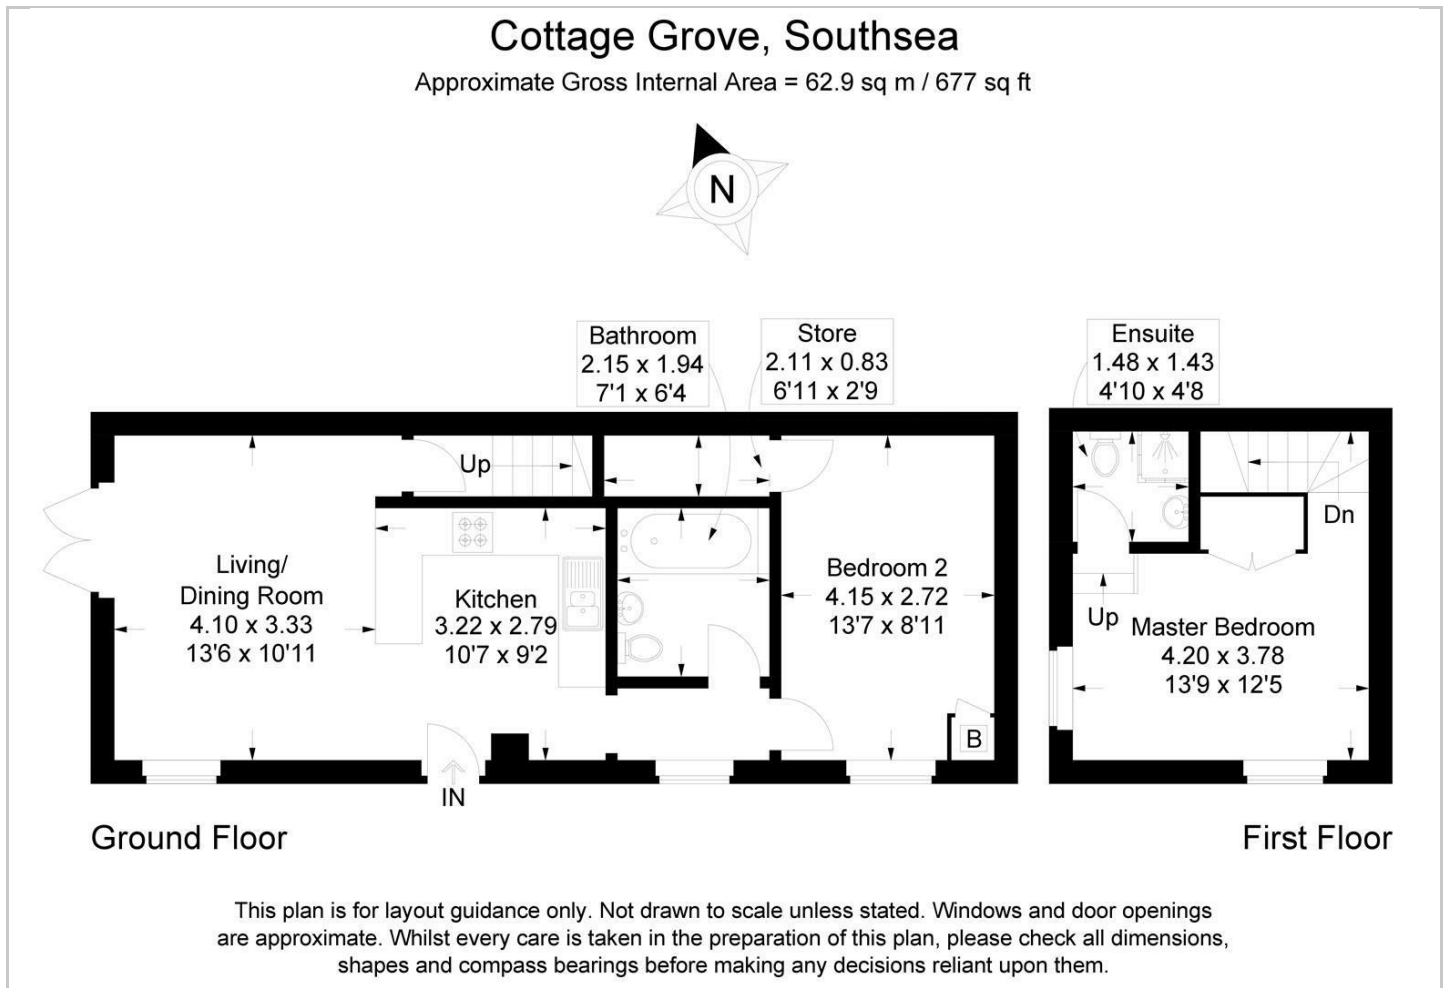 Cottage Grove, Southsea
Approximate Gross Internal Area = 62.9 sq m / 677 sq ft
N
Bathroom
2.15 x 1.94
7'1 x 6'4
Store
2.11 x 0.83
6'11 x 2'9
Ensuite
1.48 x 1.43
4'10 x 4'8
Up
Living/
Dining Room
4.10 x 3.33
13'6 x 10'11
Kitchen
3.22 x 2.79
10'7 x 9'2
Bedroom 2
4.15 x 2.72
13'7 x 8'11
B
IN
Dn
Up
Master Bedroom
4.20 x 3.78
13'9 x 12'5
Ground Floor
First Floor
This plan is for layout guidance only. Not drawn to scale unless stated. Windows and door openings
are approximate. Whilst every care is taken in the preparation of this plan, please check all dimensions,
shapes and compass bearings before making any decisions reliant upon them.